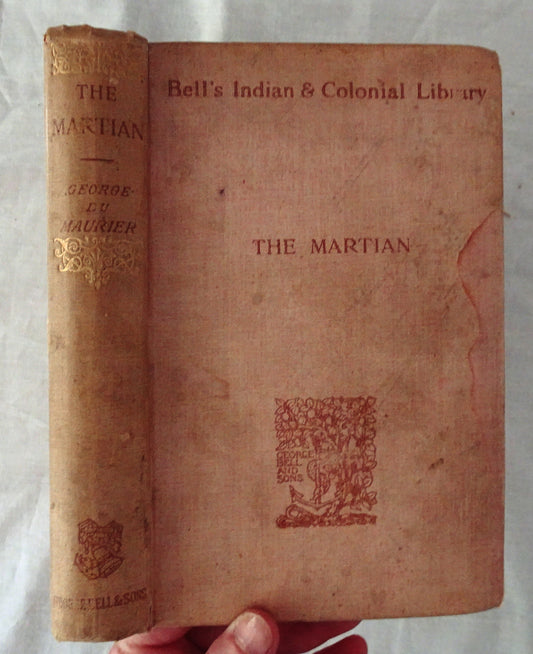 THE
MARTIAN
GEORGE
DU
MAURIER
GEORGE BELL & SONS
Bell's Indian & Colonial Library
THE MARTIAN
GEORGE
BELL
AND
SONS